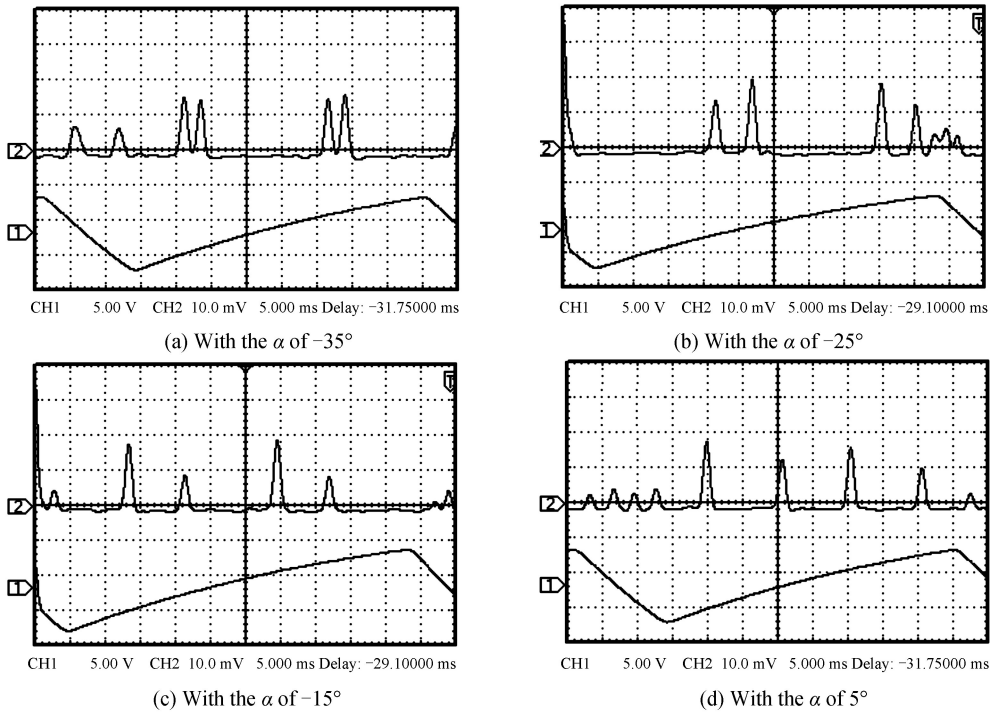 T
2
2
1
1
CH1 5.00 V CH2 10.0 mV 5.000 ms Delay: −31.75000 ms
CH1 5.00 V CH2 10.0 mV 5.000 ms Delay: −29.10000 ms
(a) With the α of −35°
(b) With the α of −25°
T
2
2
1
1
CH1 5.00 V CH2 10.0 mV 5.000 ms Delay: −29.10000 ms
CH1 5.00 V CH2 10.0 mV 5.000 ms Delay: −31.75000 ms
(c) With the α of −15°
(d) With the α of 5°